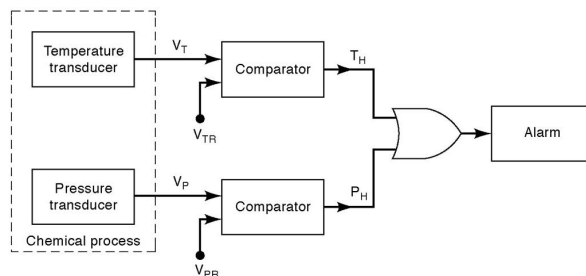 Temperature
transducer
V_T
Comparator
T_H
V_TR
Alarm
Pressure
transducer
V_P
Comparator
P_H
Chemical process
V_PR